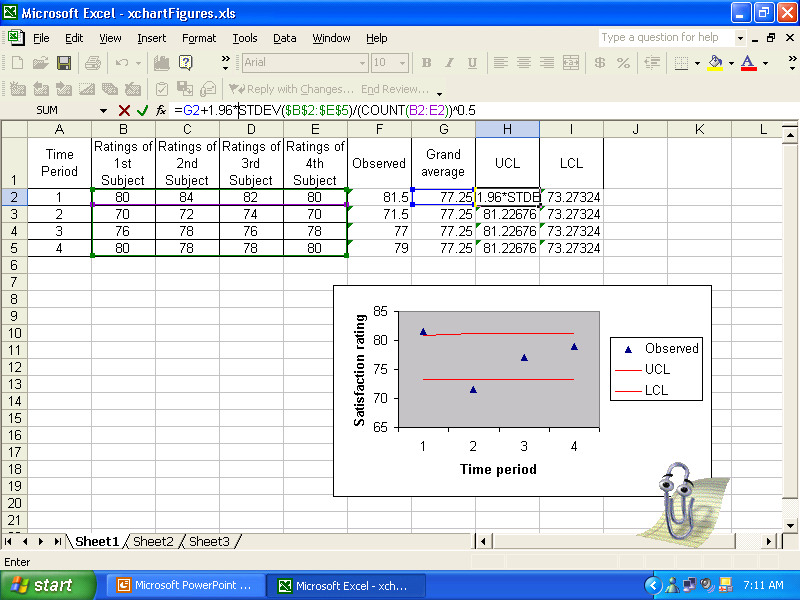 Microsoft Excel - xchartFigures.xls
File Edit View Insert Format Tools Data Window Help Type a question for help
Arial 10 B I U $ %
Reply with Changes... End Review...
SUM fx =G2+1.96*STDEV($B$2:$E$5)/(COUNT(B2:E2))^0.5
A B C D E F G H I J K L
1 Time Period Ratings of 1st Subject Ratings of 2nd Subject Ratings of 3rd Subject Ratings of 4th Subject Observed Grand average UCL LCL
2 1 80 84 82 80 81.5 77.25 1.96*STDE 73.27324
3 2 70 72 74 70 71.5 77.25 81.22676 73.27324
4 3 76 78 76 78 77 77.25 81.22676 73.27324
5 4 80 78 78 80 79 77.25 81.22676 73.27324
6
7
8
9
10
11
12
13
14
15
16
17
18
19
20
21
85
80
75
70
65
Satisfaction rating
1 2 3 4
Time period
Observed
UCL
LCL
Sheet1 Sheet2 Sheet3
Enter
start Microsoft PowerPoint ... Microsoft Excel - xch... 7:11 AM